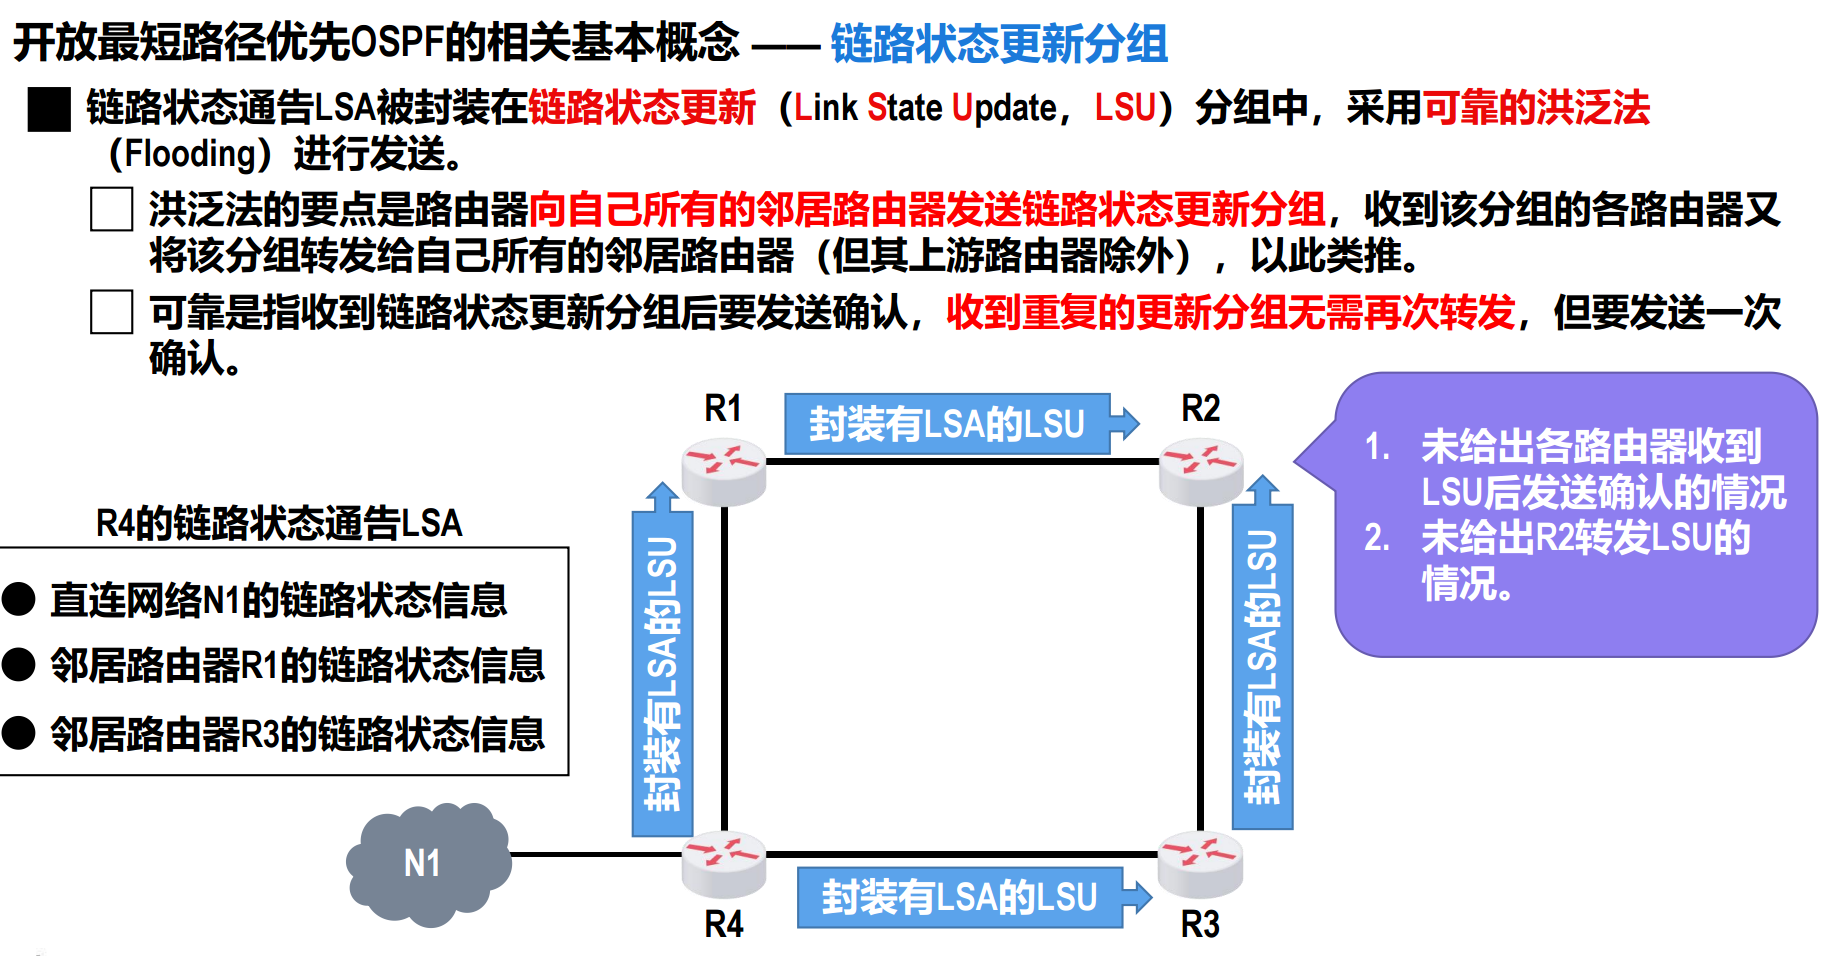 开放最短路径优先OSPF的相关基本概念 —— 链路状态更新分组
链路状态通告LSA被封装在链路状态更新（Link State Update，LSU）分组中，采用可靠的洪泛法
（Flooding）进行发送。
洪泛法的要点是路由器向自己所有的邻居路由器发送链路状态更新分组，收到该分组的各路由器又
将该分组转发给自己所有的邻居路由器（但其上游路由器除外），以此类推。
可靠是指收到链路状态更新分组后要发送确认，收到重复的更新分组无需再次转发，但要发送一次
确认。
R1
封装有LSA的LSU
R2
1. 未给出各路由器收到
LSU后发送确认的情况
2. 未给出R2转发LSU的
情况。
R4的链路状态通告LSA
直连网络N1的链路状态信息
邻居路由器R1的链路状态信息
邻居路由器R3的链路状态信息
封装有LSA的LSU
封装有LSA的LSU
N1
封装有LSA的LSU
R4
R3